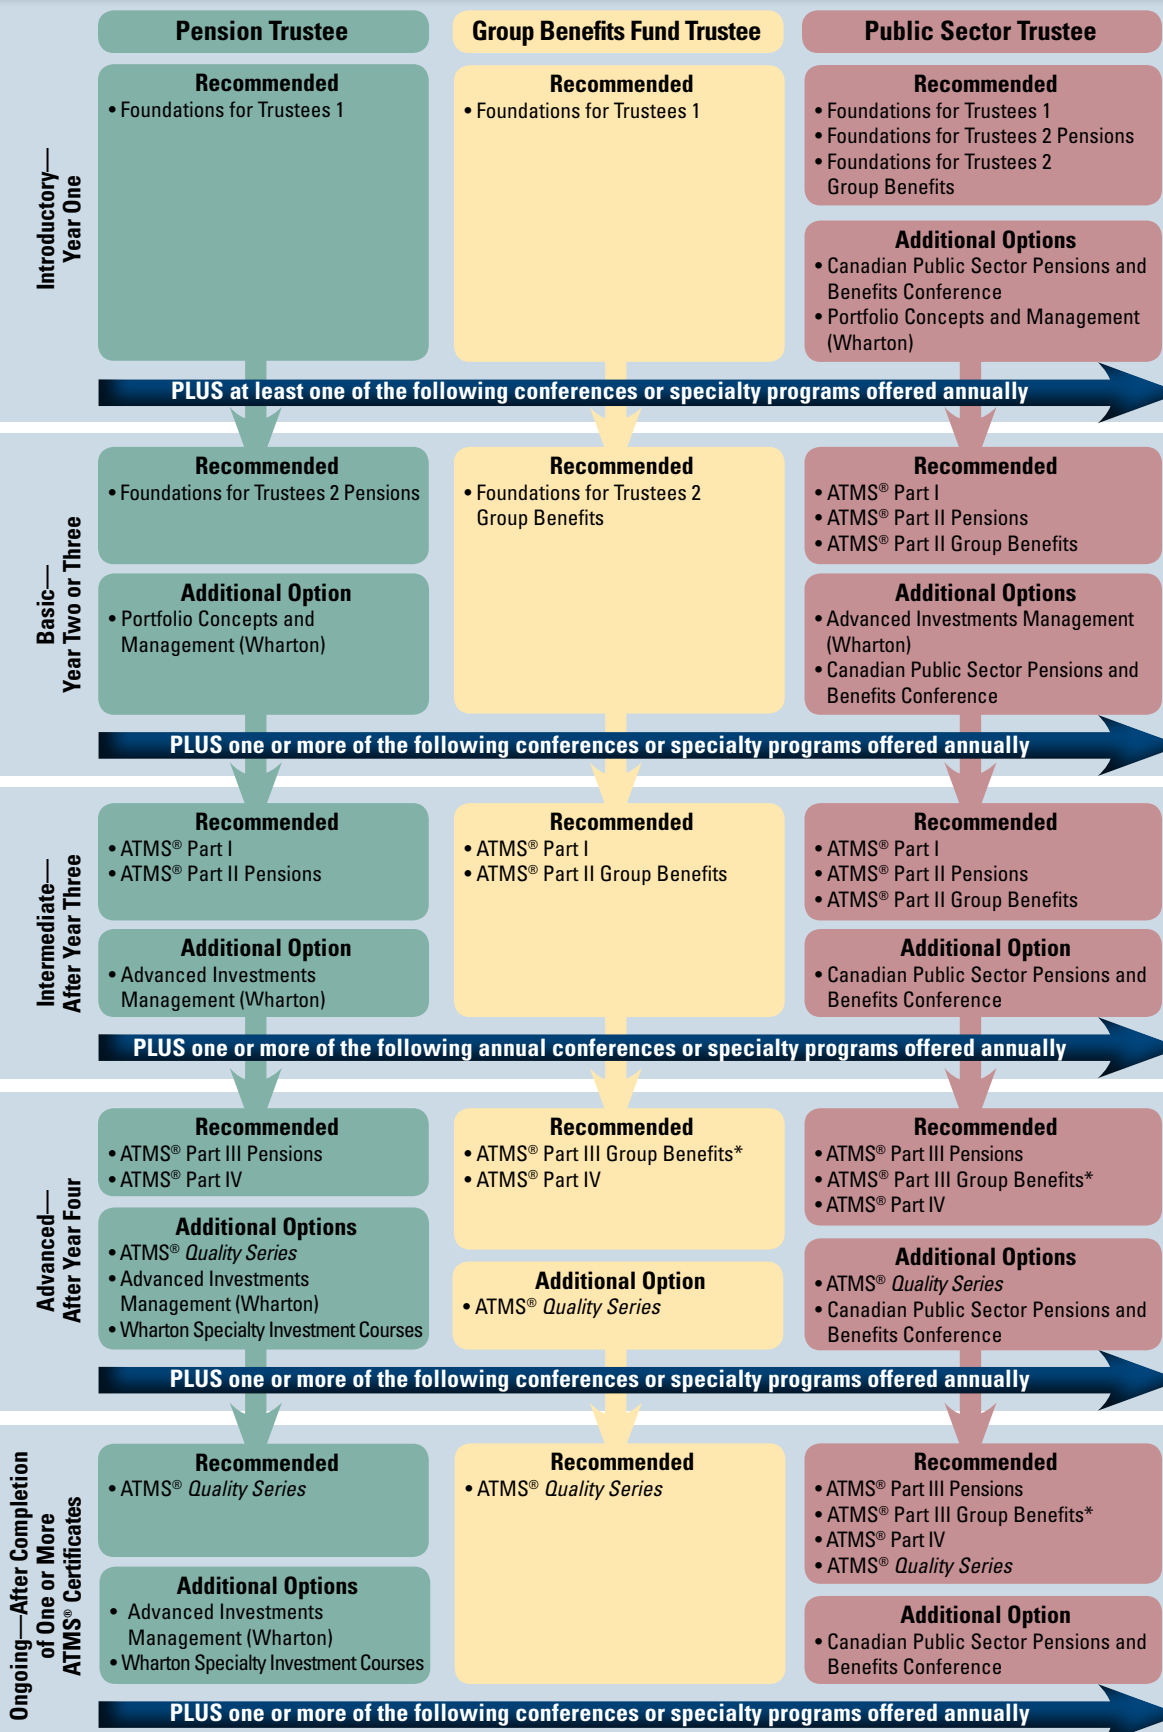 Pension Trustee
Group Benefits Fund Trustee
Public Sector Trustee
Introductory—
Year One
Recommended
• Foundations for Trustees 1
Recommended
• Foundations for Trustees 1
Recommended
• Foundations for Trustees 1
• Foundations for Trustees 2 Pensions
• Foundations for Trustees 2
Group Benefits
Additional Options
• Canadian Public Sector Pensions and
Benefits Conference
• Portfolio Concepts and Management
(Wharton)
PLUS at least one of the following conferences or specialty programs offered annually
Basic—
Year Two or Three
Recommended
• Foundations for Trustees 2 Pensions
Additional Option
• Portfolio Concepts and
Management (Wharton)
Recommended
• Foundations for Trustees 2
Group Benefits
Recommended
• ATMS® Part I
• ATMS® Part II Pensions
• ATMS® Part II Group Benefits
Additional Options
• Advanced Investments Management
(Wharton)
• Canadian Public Sector Pensions and
Benefits Conference
PLUS one or more of the following conferences or specialty programs offered annually
Intermediate—
After Year Three
Recommended
• ATMS® Part I
• ATMS® Part II Pensions
Additional Option
• Advanced Investments
Management (Wharton)
Recommended
• ATMS® Part I
• ATMS® Part II Group Benefits
Recommended
• ATMS® Part I
• ATMS® Part II Pensions
• ATMS® Part II Group Benefits
Additional Option
• Canadian Public Sector Pensions and
Benefits Conference
PLUS one or more of the following annual conferences or specialty programs offered annually
Advanced—
After Year Four
Recommended
• ATMS® Part III Pensions
• ATMS® Part IV
Additional Options
• ATMS® Quality Series
• Advanced Investments
Management (Wharton)
• Wharton Specialty Investment Courses
Recommended
• ATMS® Part III Group Benefits*
• ATMS® Part IV
Additional Option
• ATMS® Quality Series
Recommended
• ATMS® Part III Pensions
• ATMS® Part III Group Benefits*
• ATMS® Part IV
Additional Options
• ATMS® Quality Series
• Canadian Public Sector Pensions and
Benefits Conference
PLUS one or more of the following conferences or specialty programs offered annually
Ongoing—After Completion
of One or More
ATMS® Certificates
Recommended
• ATMS® Quality Series
Additional Options
• Advanced Investments
Management (Wharton)
• Wharton Specialty Investment Courses
Recommended
• ATMS® Quality Series
Recommended
• ATMS® Part III Pensions
• ATMS® Part III Group Benefits*
• ATMS® Part IV
• ATMS® Quality Series
Additional Option
• Canadian Public Sector Pensions and
Benefits Conference
PLUS one or more of the following conferences or specialty programs offered annually